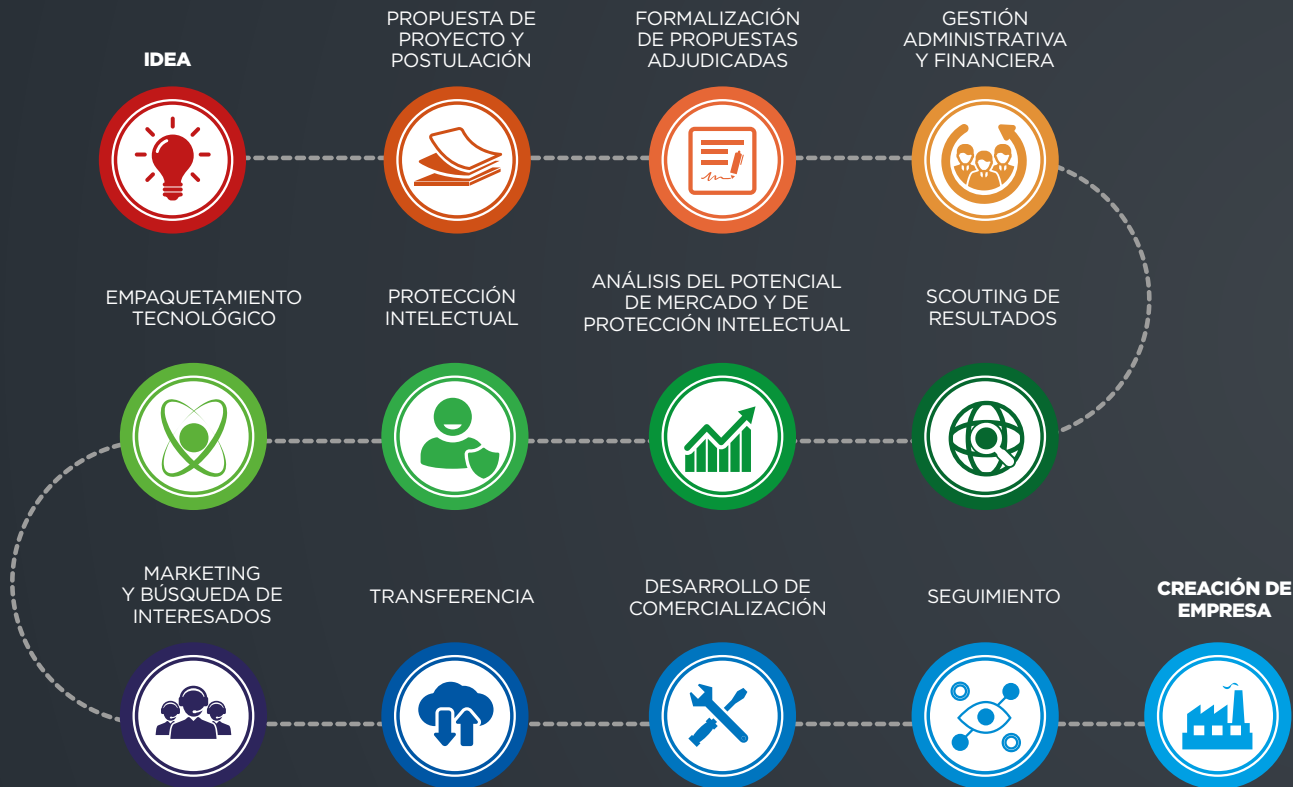 IDEA
PROPUESTA DE
PROYECTO Y
POSTULACIÓN
FORMALIZACIÓN
DE PROPUESTAS
ADJUDICADAS
GESTIÓN
ADMINISTRATIVA
Y FINANCIERA
EMPAQUETAMIENTO
TECNOLÓGICO
PROTECCIÓN
INTELECTUAL
ANÁLISIS DEL POTENCIAL
DE MERCADO Y DE
PROTECCIÓN INTELECTUAL
SCOUTING DE
RESULTADOS
MARKETING
Y BÚSQUEDA DE
INTERESADOS
TRANSFERENCIA
DESARROLLO DE
COMERCIALIZACIÓN
SEGUIMIENTO
CREACIÓN DE
EMPRESA